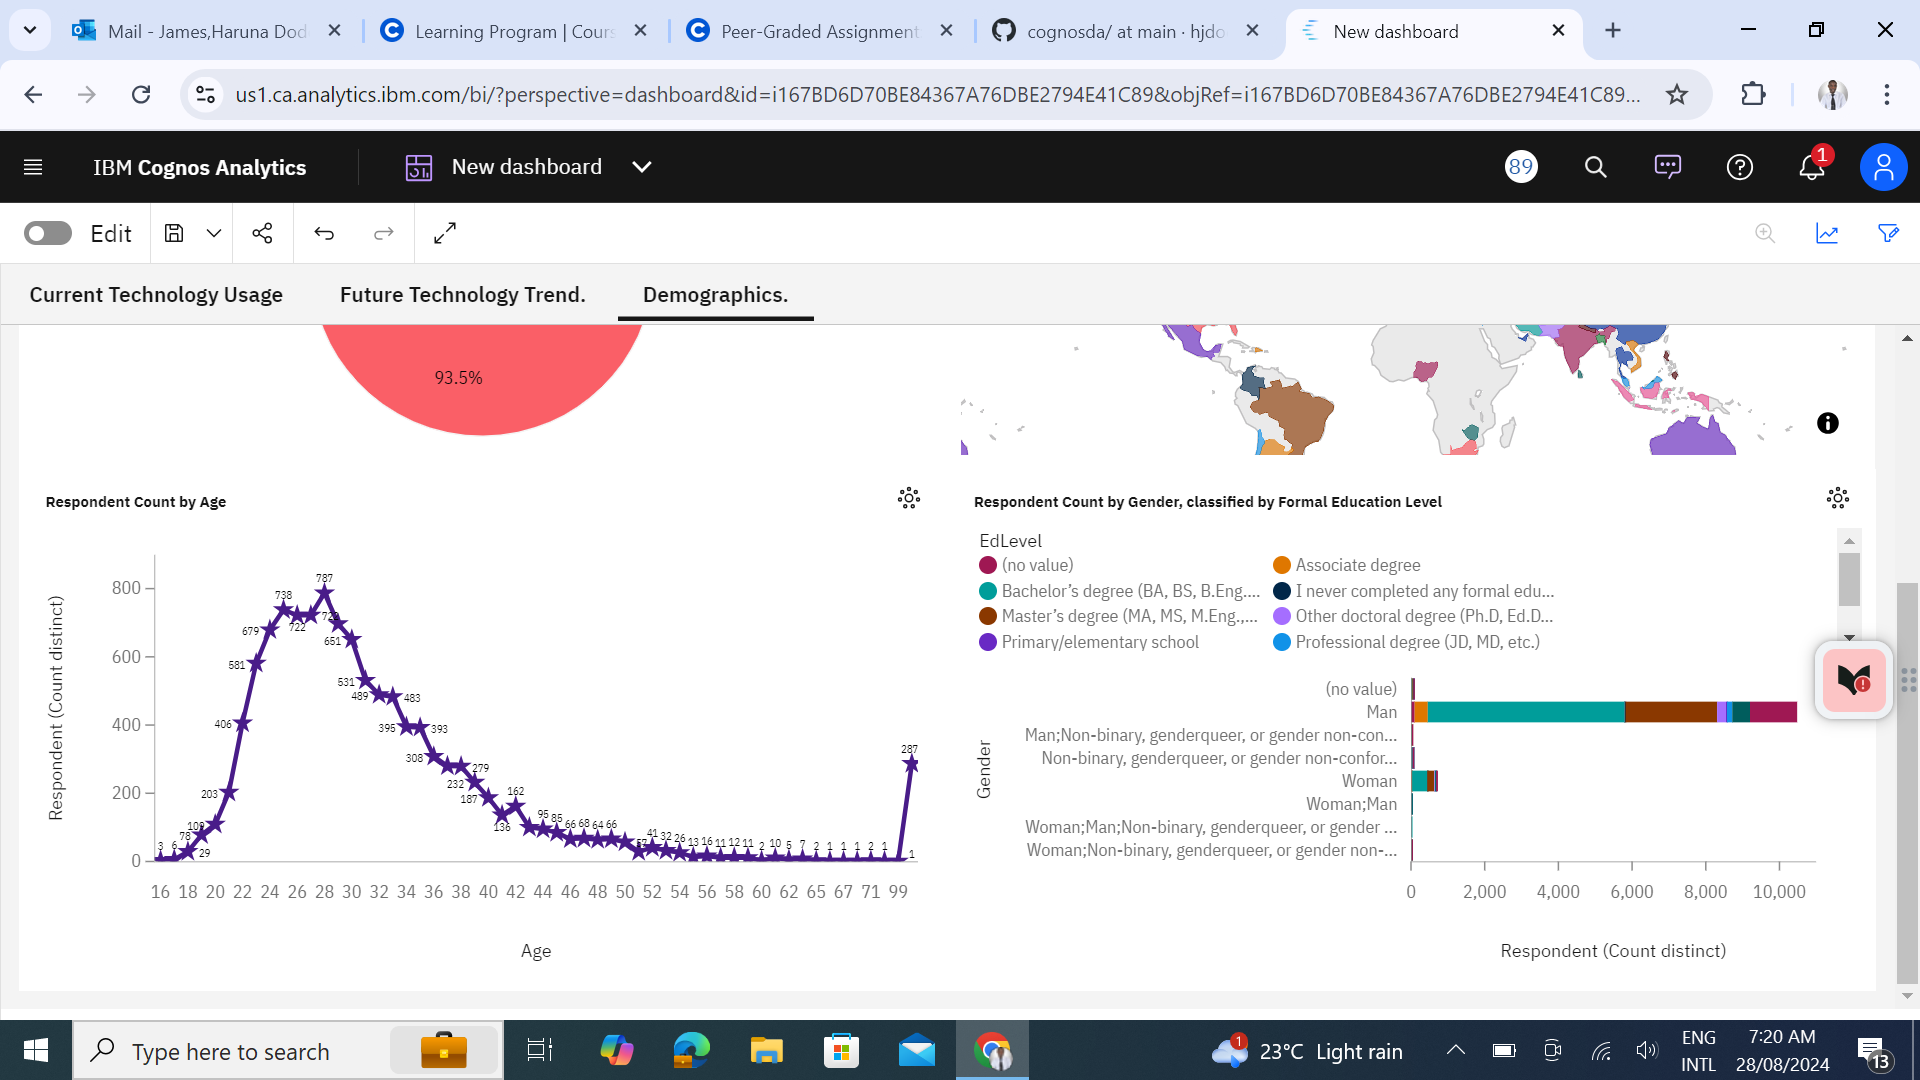 Mail - James,Haruna Dod
Learning Program | Cours
Peer-Graded Assignment
cognosda/ at main · hjdo
New dashboard
us1.ca.analytics.ibm.com/bi/?perspective=dashboard&id=i167BD6D70BE84367A76DBE2794E41C89&objRef=i167BD6D70BE84367A76DBE2794E41C89...
IBM Cognos Analytics
New dashboard
89
1
Edit
Current Technology Usage
Future Technology Trend.
Demographics.
93.5%
Respondent Count by Age
Respondent (Count distinct)
800
600
400
200
0
3 6 78 29 109 203 406 581 679 738 722 787 651 531 489 483 395 393 308 279 232 187 136 162 95 85 66 68 64 66 41 32 26 13 16 11 12 11 2 10 5 7 2 1 1 1 2 1 1 287
16 18 20 22 24 26 28 30 32 34 36 38 40 42 44 46 48 50 52 54 56 58 60 62 65 67 71 99
Age
Respondent Count by Gender, classified by Formal Education Level
EdLevel
(no value)
Associate degree
Bachelor’s degree (BA, BS, B.Eng....
I never completed any formal edu...
Master’s degree (MA, MS, M.Eng.,...
Other doctoral degree (Ph.D, Ed.D...
Primary/elementary school
Professional degree (JD, MD, etc.)
Gender
(no value)
Man
Man;Non-binary, genderqueer, or gender non-con...
Non-binary, genderqueer, or gender non-confor...
Woman
Woman;Man
Woman;Man;Non-binary, genderqueer, or gender ...
Woman;Non-binary, genderqueer, or gender non-...
0 2,000 4,000 6,000 8,000 10,000
Respondent (Count distinct)
Type here to search
1
23°C Light rain
ENG
INTL
7:20 AM
28/08/2024
13